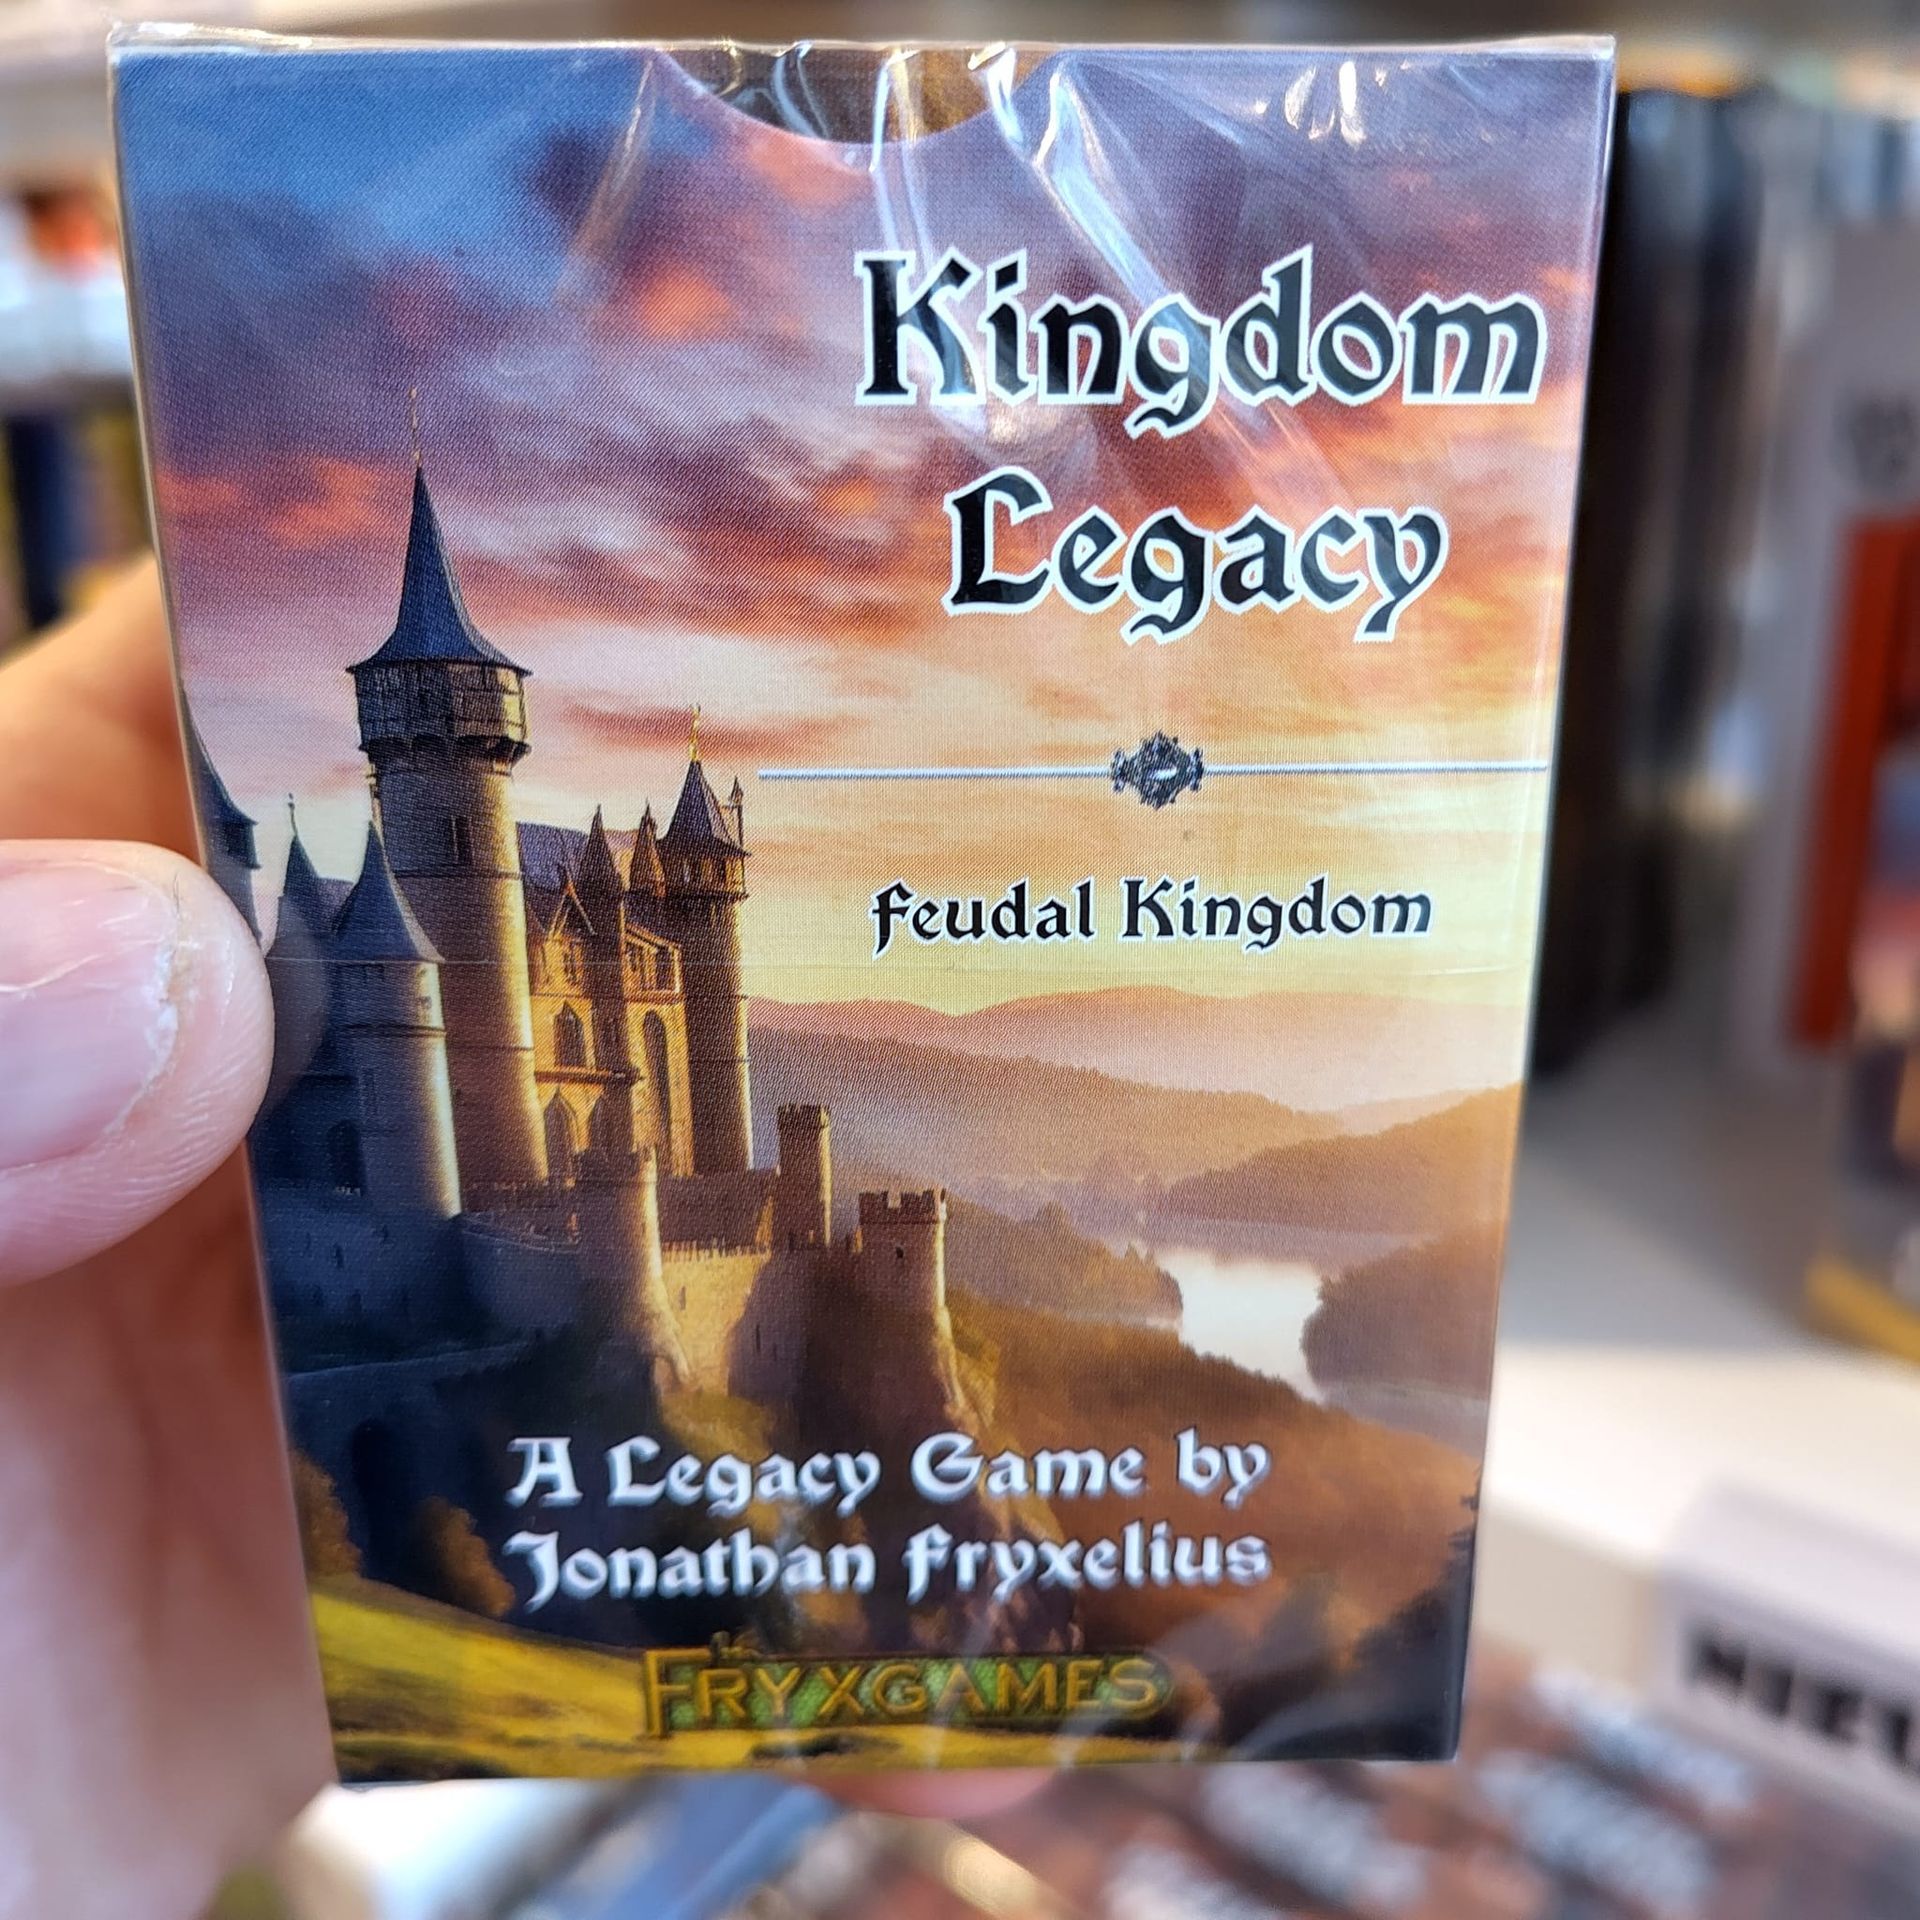 Kingdom
Legacy
Feudal Kingdom
A Legacy Game by
Jonathan Fryxelius
FRYXGAMES